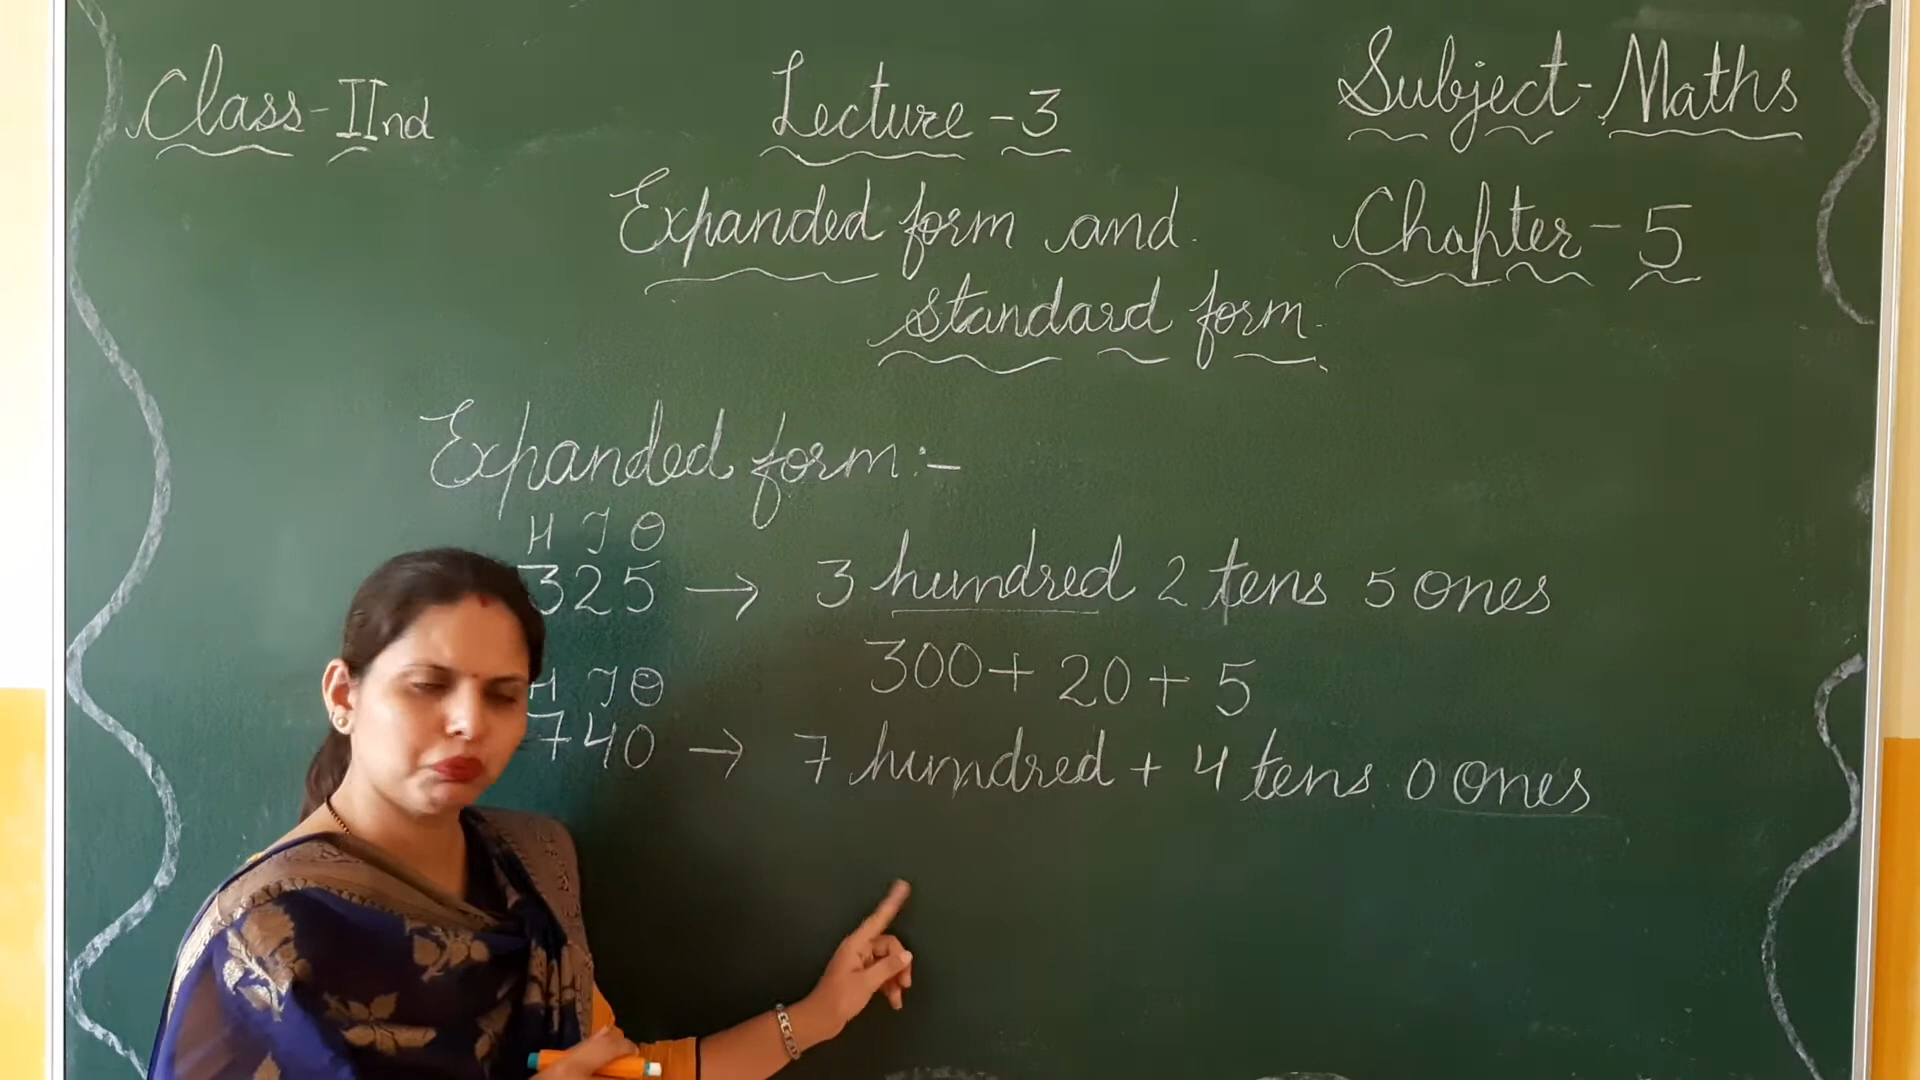 Class-IInd
Lecture-3
Subject-Maths
Expanded form and
Chapter-5
standard form.
Expanded form:-
H T O
325 → 3 hundred 2 tens 5 ones
300 + 20 + 5
H T O
740 → 7 hundred + 4 tens 0 ones